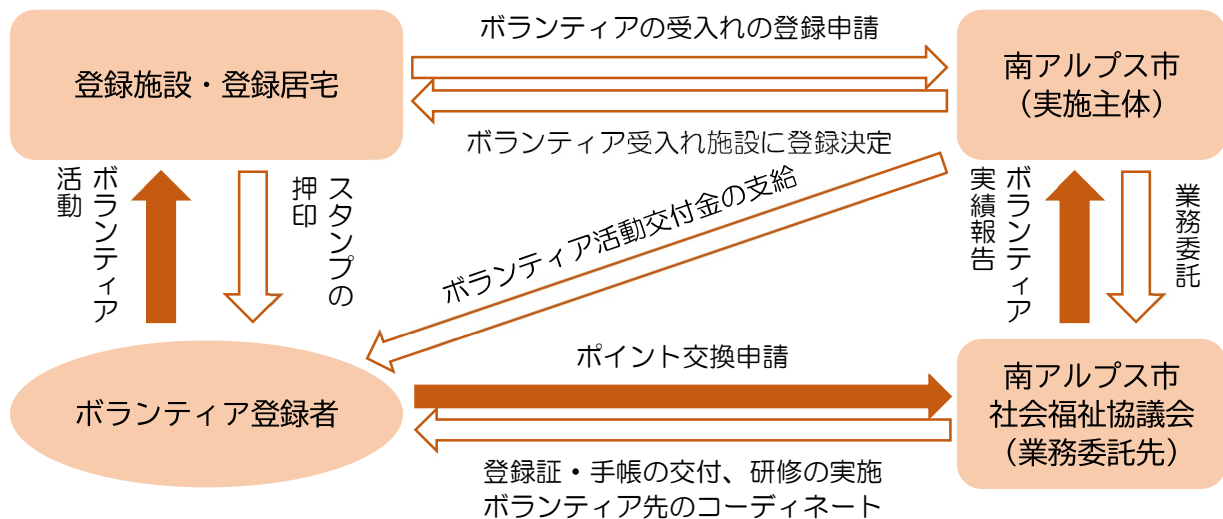 ボランティアの受入れの登録申請
登録施設・登録居宅
南アルプス市
（実施主体）
ボランティア受入れ施設に登録決定
ボランティア
活動
スタンプの
押印
ボランティア活動交付金の支給
ボランティア
実績報告
業務委託
ポイント交換申請
ボランティア登録者
南アルプス市
社会福祉協議会
（業務委託先）
登録証・手帳の交付、研修の実施
ボランティア先のコーディネート